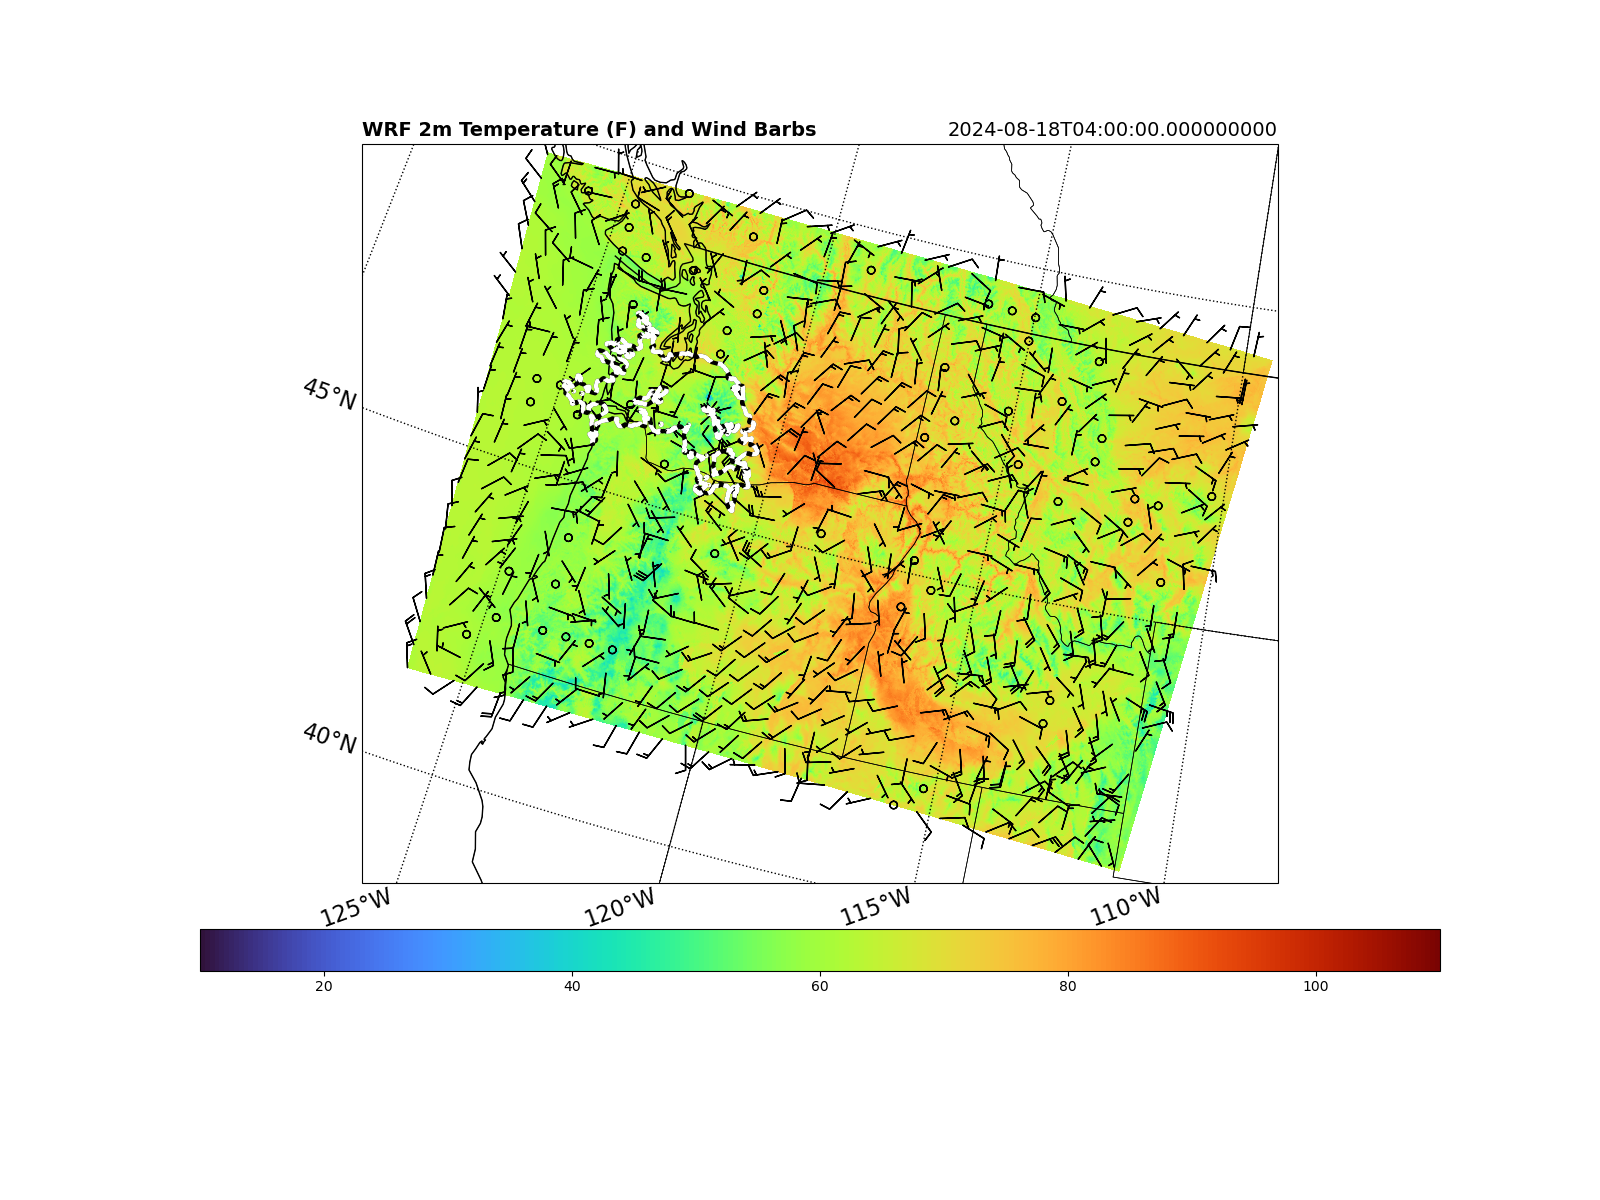 WRF 2m Temperature (F) and Wind Barbs
2024-08-18T04:00:00.000000000
45°N
40°N
125°W
120°W
115°W
110°W
20
40
60
80
100